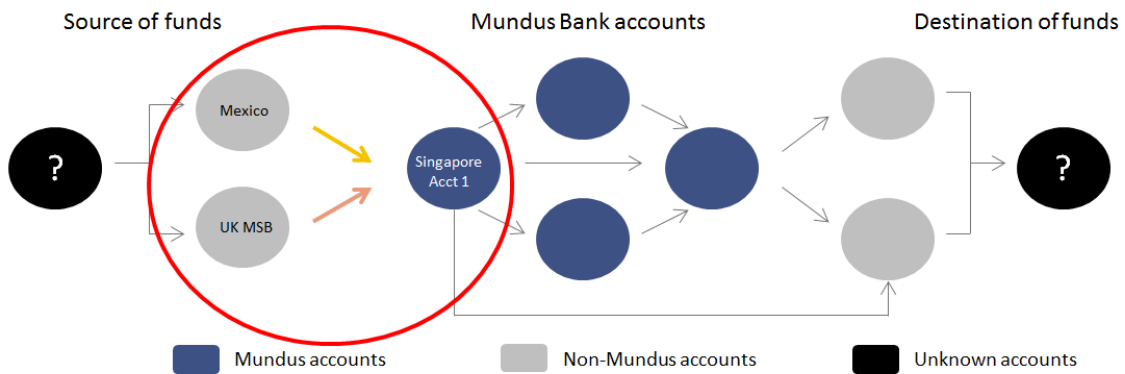 Source of funds
Mundus Bank accounts
Destination of funds
Mexico
?
Singapore
Acct 1
?
UK MSB
Mundus accounts
Non-Mundus accounts
Unknown accounts